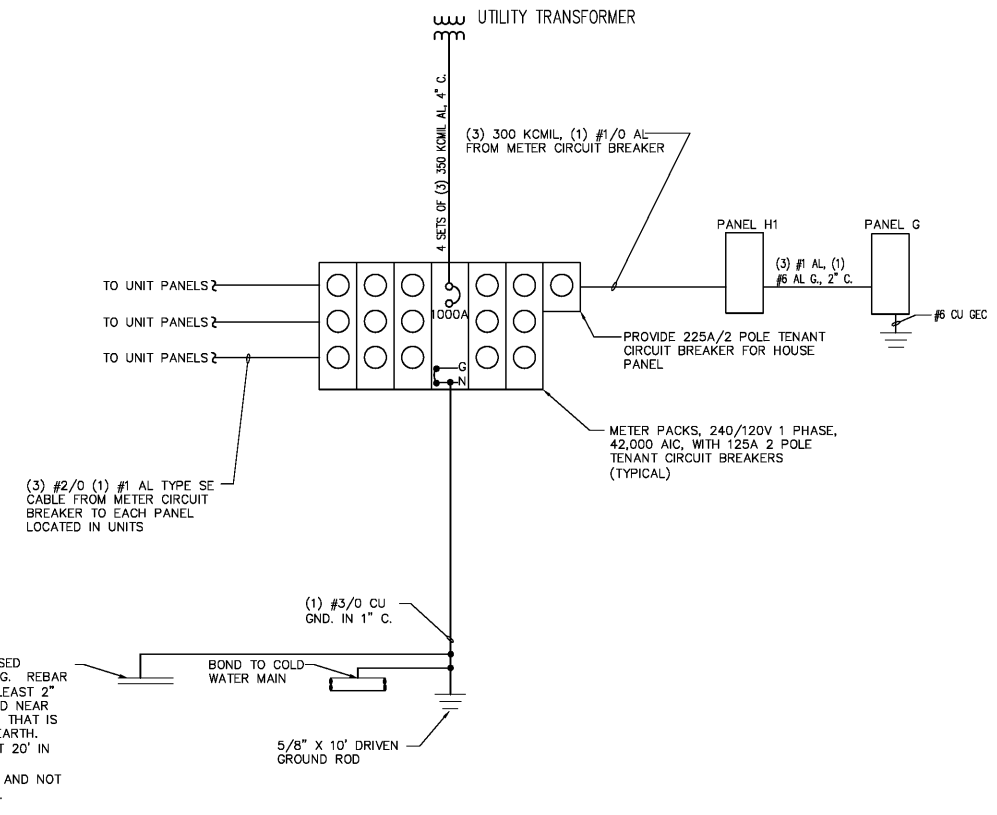 UTILITY TRANSFORMER
4 SETS OF (3) 350 KCMIL AL, 4" C.
(3) 300 KCMIL, (1) #1/0 AL
FROM METER CIRCUIT BREAKER
PANEL H1
PANEL G
(3) #1 AL, (1)
#6 AL G., 2" C.
#6 CU GEC
TO UNIT PANELS
TO UNIT PANELS
TO UNIT PANELS
1000A
G
N
PROVIDE 225A/2 POLE TENANT
CIRCUIT BREAKER FOR HOUSE
PANEL
METER PACKS, 240/120V 1 PHASE,
42,000 AIC, WITH 125A 2 POLE
TENANT CIRCUIT BREAKERS
(TYPICAL)
(3) #2/0 (1) #1 AL TYPE SE
CABLE FROM METER CIRCUIT
BREAKER TO EACH PANEL
LOCATED IN UNITS
(1) #3/0 CU
GND. IN 1" C.
SED
G. REBAR
LEAST 2"
D NEAR
THAT IS
EARTH.
T 20' IN
AND NOT
.
BOND TO COLD
WATER MAIN
5/8" X 10' DRIVEN
GROUND ROD